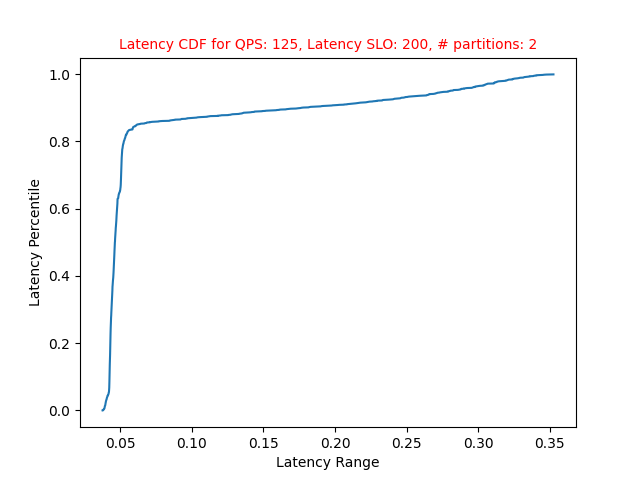 Latency CDF for QPS: 125, Latency SLO: 200, # partitions: 2
1.0
0.8
0.6
0.4
0.2
0.0
Latency Percentile
0.05 0.10 0.15 0.20 0.25 0.30 0.35
Latency Range